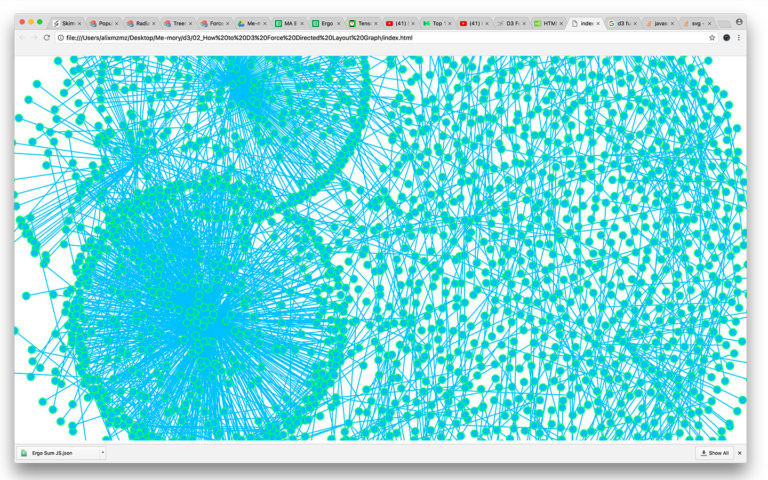 Skim Popu Radia Tree Force Me-m MA E Ergo Tens (41) Top (41) D3 F HTM index d3 fu javas svg -
file:///Users/alixmzmz/Desktop/Me-mory/d3/02_How%20to%20D3%20Force%20Directed%20Layout%20Graph/index.html
Ergo Sum JS.json Show All